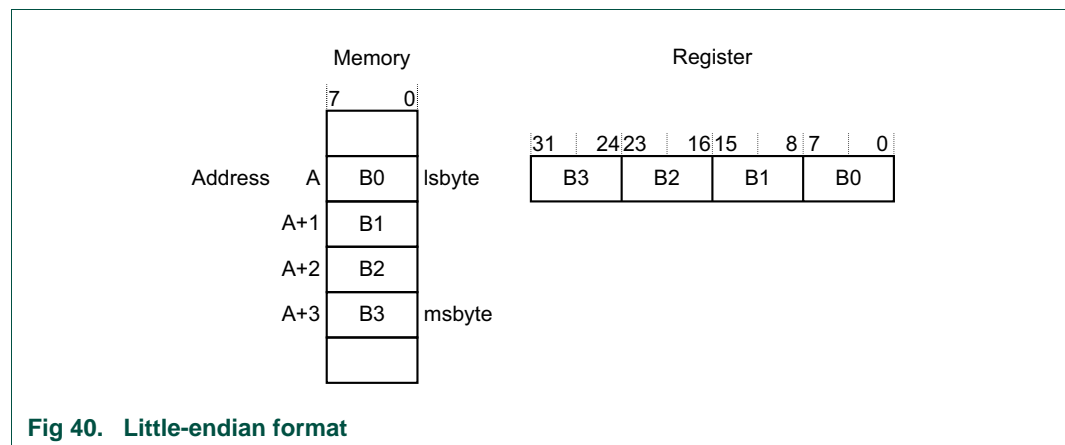 Memory
Register
7 0
31 24 23 16 15 8 7 0
Address A B0 lsbyte
B3 B2 B1 B0
A+1 B1
A+2 B2
A+3 B3 msbyte
Fig 40. Little-endian format